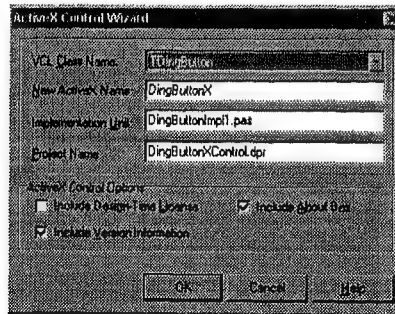 ActiveX Control Wizard
VCL Class Name: TDingButton
New ActiveX Name: DingButtonX
Implementation Unit: DingButtonImpl1.pas
Project Name: DingButtonXControl.dpr
ActiveX Control Options
Include Design-Time License
Include About Box
Include Version Information
OK Cancel Help